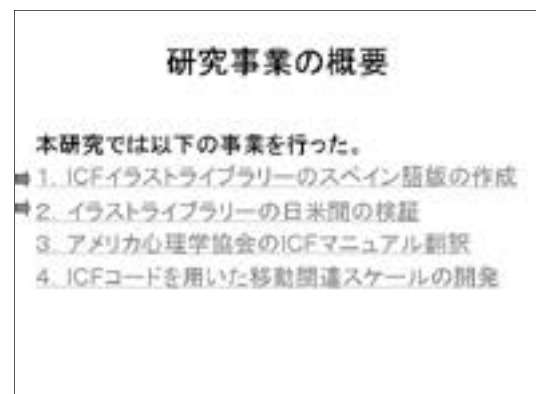 研究事業の概要
本研究では以下の事業を行った。
1. ICFイラストライブラリーのスペイン語版の作成
2. イラストライブラリーの日米間の検証
3. アメリカ心理学協会のICFマニュアル翻訳
4. ICFコードを用いた移動関連スケールの開発